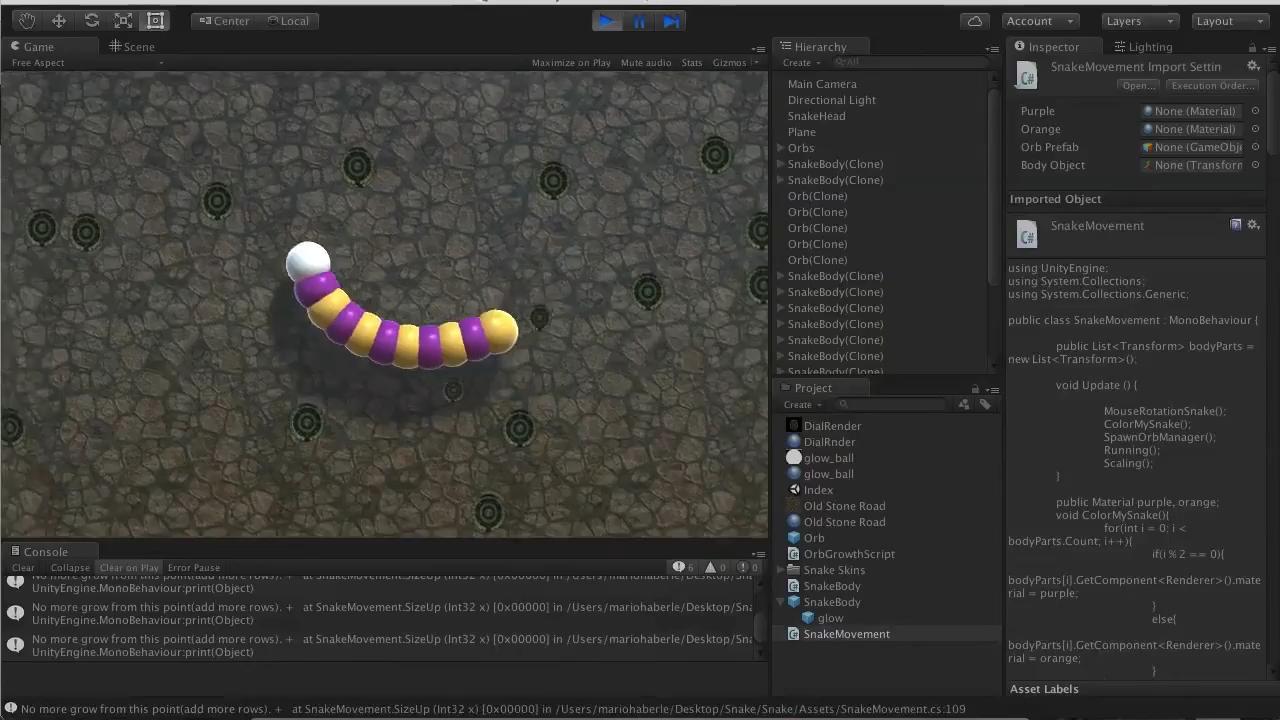 Center
Local
Account
Layers
Layout
Game
Scene
Free Aspect
Maximize on Play
Mute audio
Stats
Gizmos
Hierarchy
Create
All
Main Camera
Directional Light
SnakeHead
Plane
Orbs
SnakeBody(Clone)
SnakeBody(Clone)
Orb(Clone)
Orb(Clone)
Orb(Clone)
Orb(Clone)
Orb(Clone)
SnakeBody(Clone)
SnakeBody(Clone)
SnakeBody(Clone)
SnakeBody(Clone)
SnakeBody(Clone)
SnakeBody(Clone)
SnakeBody(Clone)
Project
Create
DialRender
DialRnder
glow_ball
glow_ball
Index
Old Stone Road
Old Stone Road
Orb
OrbGrowthScript
Snake Skins
SnakeBody
SnakeBody
glow
SnakeMovement
Inspector
Lighting
SnakeMovement Import Settin
Open...
Execution Order...
Purple None (Material)
Orange None (Material)
Orb Prefab None (GameObje
Body Object None (Transform
Imported Object
SnakeMovement
using UnityEngine;
using System.Collections;
using System.Collections.Generic;
public class SnakeMovement : MonoBehaviour {
public List<Transform> bodyParts =
new List<Transform>();
void Update () {
MouseRotationSnake();
ColorMySnake();
SpawnOrbManager();
Running();
Scaling();
}
public Material purple, orange;
void ColorMySnake(){
for(int i = 0; i <
bodyParts.Count; i++){
if(i % 2 == 0){
bodyParts[i].GetComponent<Renderer>().mate
rial = purple;
}
else{
bodyParts[i].GetComponent<Renderer>().mate
rial = orange;
}
Asset Labels
Console
Clear
Collapse
Clear on Play
Error Pause
6
0
0
No more grow from this point(add more rows). + at SnakeMovement.SizeUp (Int32 x) [0x00000] in /Users/mariohaberle/Desktop/Sna
UnityEngine.MonoBehaviour:print(Object)
No more grow from this point(add more rows). + at SnakeMovement.SizeUp (Int32 x) [0x00000] in /Users/mariohaberle/Desktop/Sna
UnityEngine.MonoBehaviour:print(Object)
No more grow from this point(add more rows). + at SnakeMovement.SizeUp (Int32 x) [0x00000] in /Users/mariohaberle/Desktop/Sna
UnityEngine.MonoBehaviour:print(Object)
No more grow from this point(add more rows). + at SnakeMovement.SizeUp (Int32 x) [0x00000] in /Users/mariohaberle/Desktop/Snake/Snake/Assets/SnakeMovement.cs:109